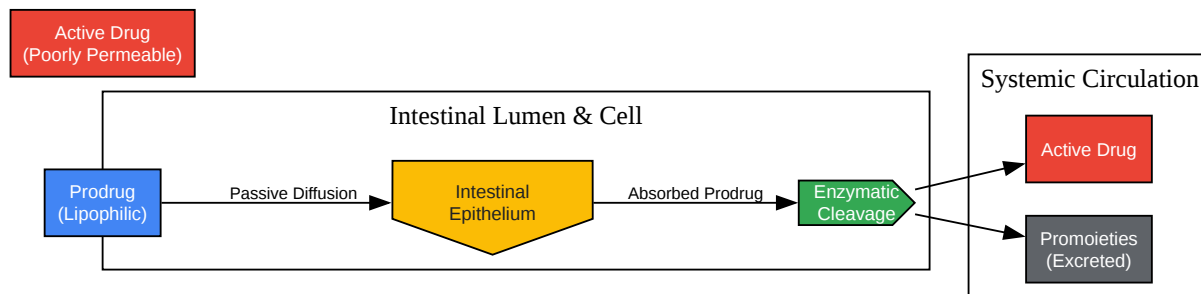 Active Drug
(Poorly Permeable)
Intestinal Lumen & Cell
Systemic Circulation
Prodrug
(Lipophilic)
Passive Diffusion
Intestinal
Epithelium
Absorbed Prodrug
Enzymatic
Cleavage
Active Drug
Promoieties
(Excreted)